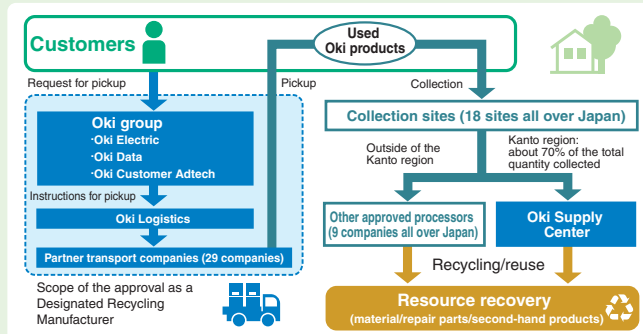 Customers
Used
Oki products
Request for pickup
Pickup
Collection
Oki group
·Oki Electric
·Oki Data
·Oki Customer Adtech
Instructions for pickup
Oki Logistics
Partner transport companies (29 companies)
Scope of the approval as a
Designated Recycling
Manufacturer
Collection sites (18 sites all over Japan)
Outside of the
Kanto region
Kanto region:
about 70% of the total
quantity collected
Other approved processors
(9 companies all over Japan)
Oki Supply
Center
Recycling/reuse
Resource recovery
(material/repair parts/second-hand products)